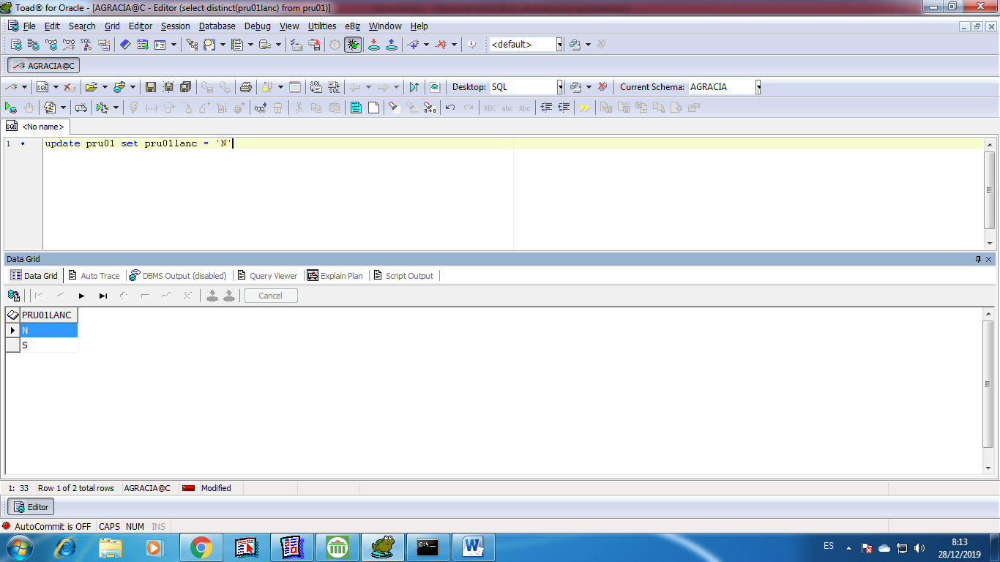 Toad® for Oracle - [AGRACIA@C - Editor (select distinct(pru01lanc) from pru01)]
File Edit Search Grid Editor Session Database Debug View Utilities eBiz Window Help
<default>
AGRACIA@C
Desktop: SQL Current Schema: AGRACIA
<No name>
1 update pru01 set pru01lanc = 'N'
Data Grid
Data Grid Auto Trace DBMS Output (disabled) Query Viewer Explain Plan Script Output
Cancel
PRU01LANC
N
S
1: 33 Row 1 of 2 total rows AGRACIA@C Modified
Editor
AutoCommit is OFF CAPS NUM INS
ES 8:13
28/12/2019